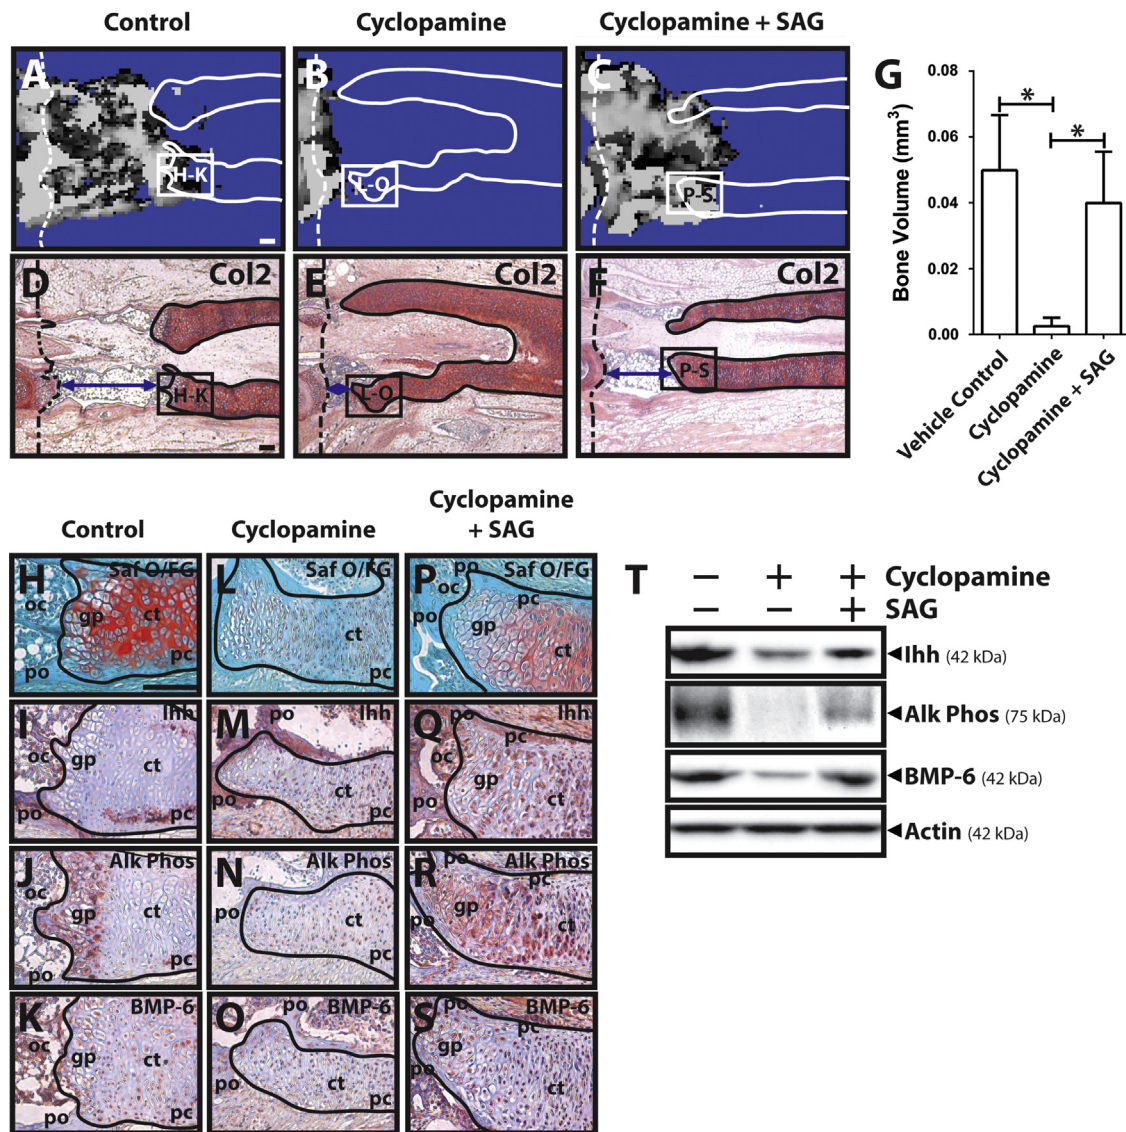 Control
Cyclopamine
Cyclopamine + SAG
A
H-K
B
L-O
C
P-S
D
Col2
H-K
E
Col2
L-O
F
Col2
P-S
G
Bone Volume (mm³)
0.08
0.06
0.04
0.02
0.00
*
*
Vehicle Control
Cyclopamine
Cyclopamine + SAG
Control
Cyclopamine
Cyclopamine
+ SAG
H
Saf O/FG
oc
gp
ct
po
pc
L
Saf O/FG
ct
pc
P
po
Saf O/FG
oc
pc
gp
po
ct
I
Ihh
oc
gp
ct
po
pc
M
po
Ihh
ct
po
pc
Q
po
Ihh
pc
oc
gp
ct
po
J
Alk Phos
oc
gp
ct
po
pc
N
Alk Phos
po
ct
pc
R
po
Alk Phos
pc
gp
ct
po
K
BMP-6
oc
gp
ct
po
pc
O
po
BMP-6
ct
po
pc
S
po
BMP-6
pc
gp
po
ct
T
− + + Cyclopamine
− − + SAG
Ihh (42 kDa)
Alk Phos (75 kDa)
BMP-6 (42 kDa)
Actin (42 kDa)